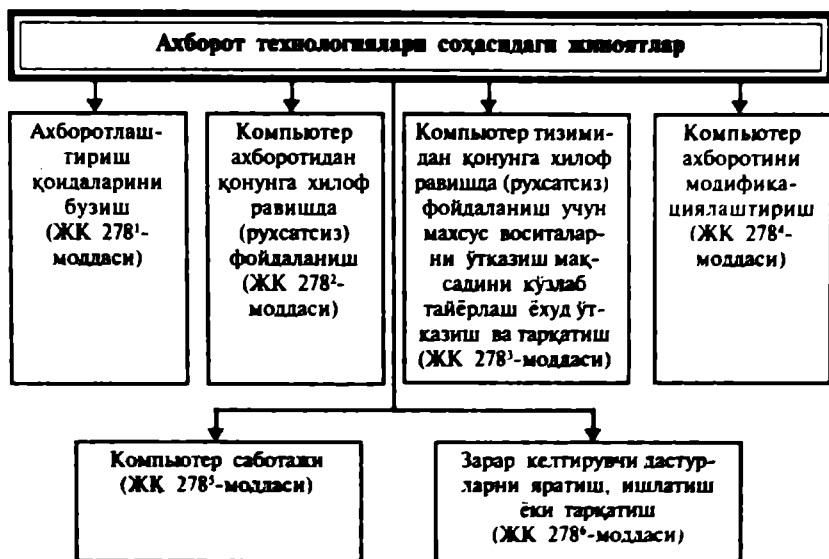 Ахборот технологиялари соҳасидаги жиноятлар
Ахборотлаш-
тириш
қоидаларини
бузиш
(ЖК 278¹-
моддаси)
Компьютер
ахборотидан
қонунга хилоф
равишда
(рухсатсиз)
фойдаланиш
(ЖК 278²-
моддаси)
Компьютер тизими-
дан қонунга хилоф
равишда (рухсатсиз)
фойдаланиш учун
махсус воситалар-
ни ўтказиш мақ-
садини кўзлаб
тайёрлаш ёхуд ўт-
казиш ва тарқатиш
(ЖК 278³-моддаси)
Компьютер
ахборотини
модифика-
циялаштириш
(ЖК 278⁴-
моддаси)
Компьютер саботажи
(ЖК 278⁵-моддаси)
Зарар келтирувчи дастур-
ларни яратиш, ишлатиш
ёки тарқатиш
(ЖК 278⁶-моддаси)